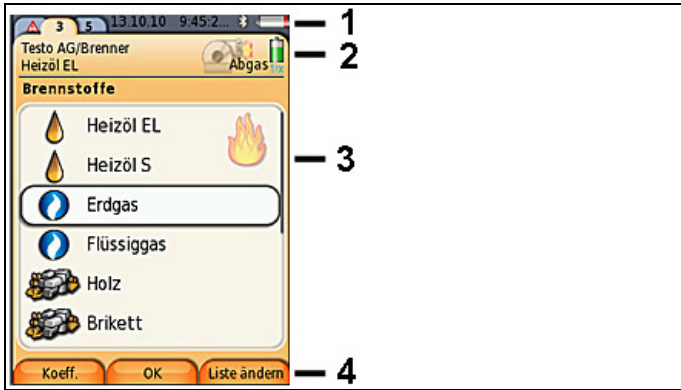 3 5 13.10.10 9:45:2... 1
Testo AG/Brenner 2
Heizöl EL Abgas 1/x
Brennstoffe
Heizöl EL
Heizöl S 3
Erdgas
Flüssiggas
Holz
Brikett
Koeff. OK Liste ändern 4